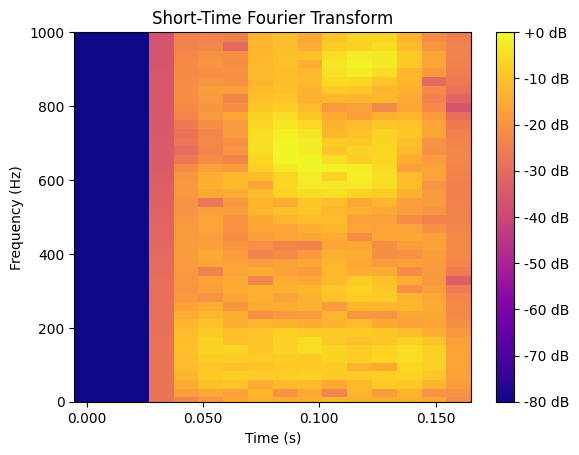 Short-Time Fourier Transform
1000
800
600
400
200
0
Frequency (Hz)
0.000
0.050
0.100
0.150
Time (s)
+0 dB
-10 dB
-20 dB
-30 dB
-40 dB
-50 dB
-60 dB
-70 dB
-80 dB